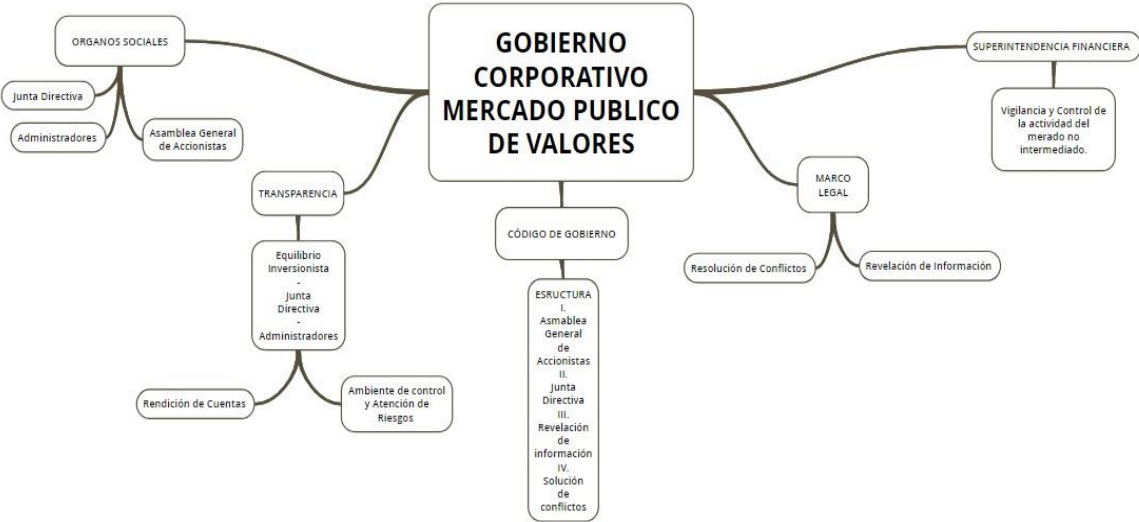 GOBIERNO
CORPORATIVO
MERCADO PUBLICO
DE VALORES
ORGANOS SOCIALES
Junta Directiva
Administradores
Asamblea General
de Accionistas
TRANSPARENCIA
Equilibrio
Inversionista
-
Junta
Directiva
-
Administradores
Rendición de Cuentas
Ambiente de control
y Atención de
Riesgos
CÓDIGO DE GOBIERNO
ESRUCTURA
I.
Asmablea
General
de
Accionistas
II.
Junta
Directiva
III.
Revelación
de
información
IV.
Solución
de
conflictos
MARCO
LEGAL
Resolución de Conflictos
Revelación de Información
SUPERINTENDENCIA FINANCIERA
Vigilancia y Control de
la actividad del
merado no
intermediado.